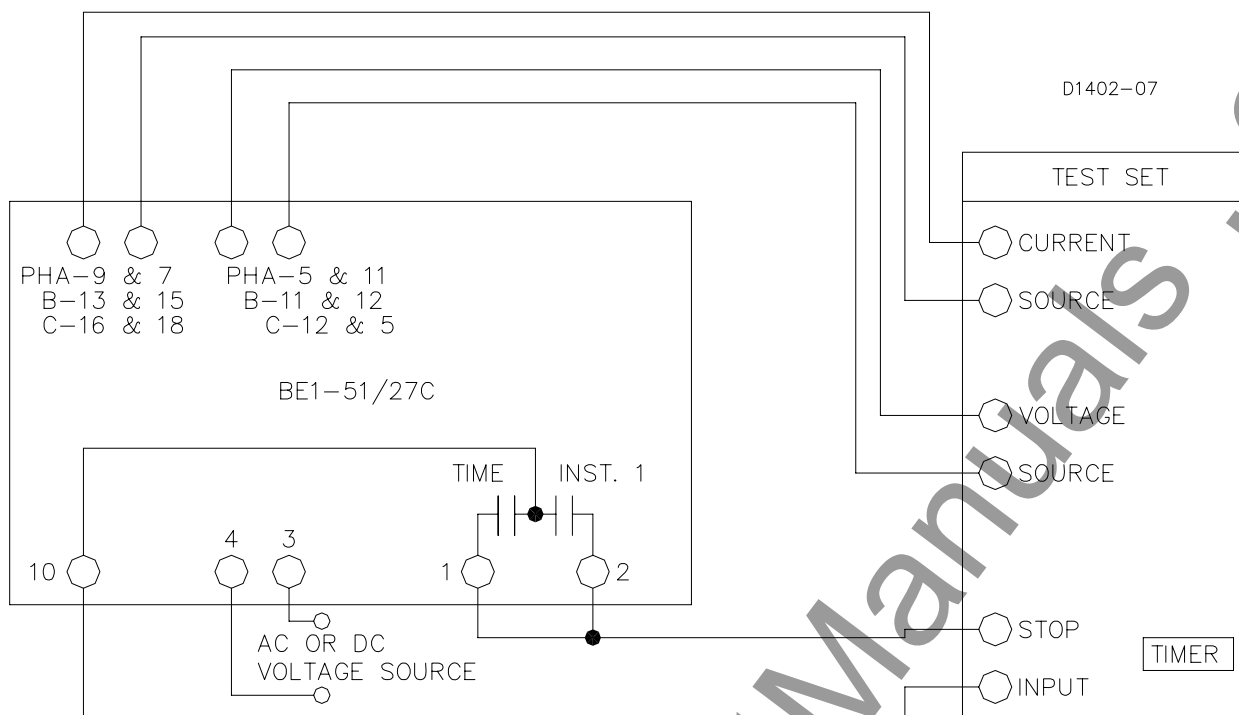 D1402-07
TEST SET
CURRENT
SOURCE
VOLTAGE
SOURCE
PHA-9 & 7
B-13 & 15
C-16 & 18
PHA-5 & 11
B-11 & 12
C-12 & 5
BE1-51/27C
TIME INST. 1
10
4 3
1
2
AC OR DC
VOLTAGE SOURCE
STOP
TIMER
INPUT
Manuals